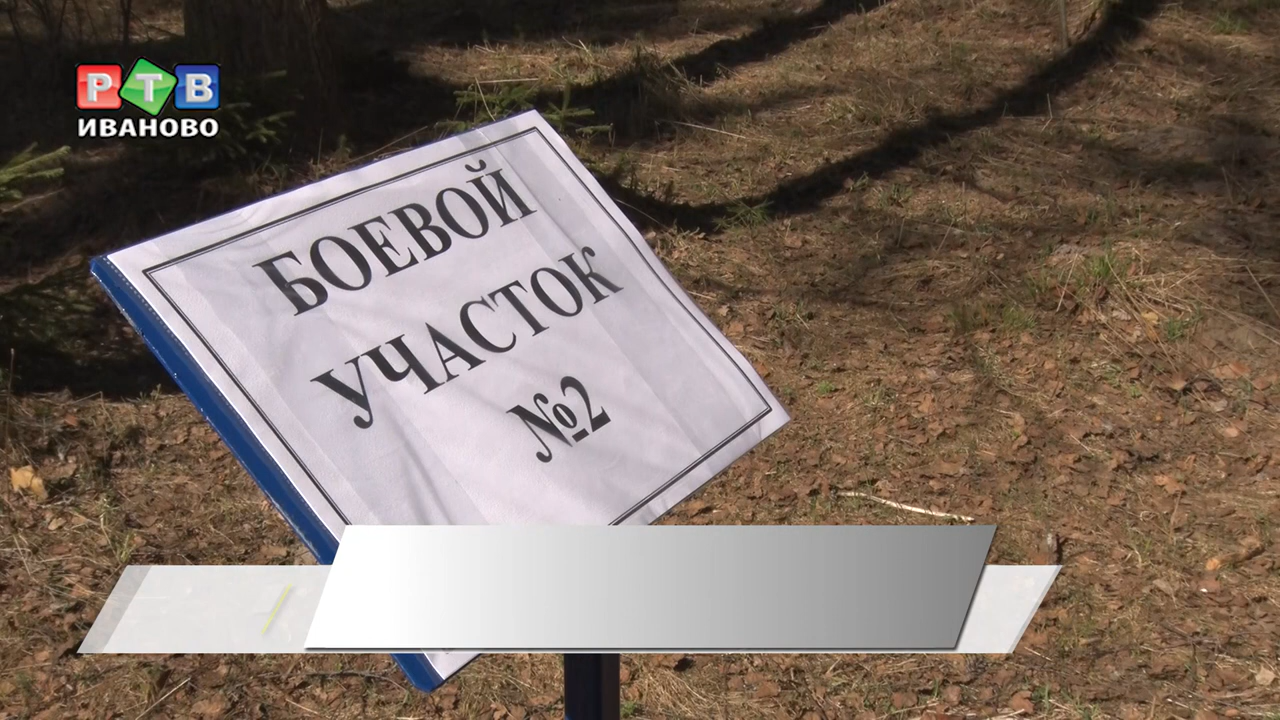 РТВ
ИВАНОВО
БОЕВОЙ
УЧАСТОК
№2